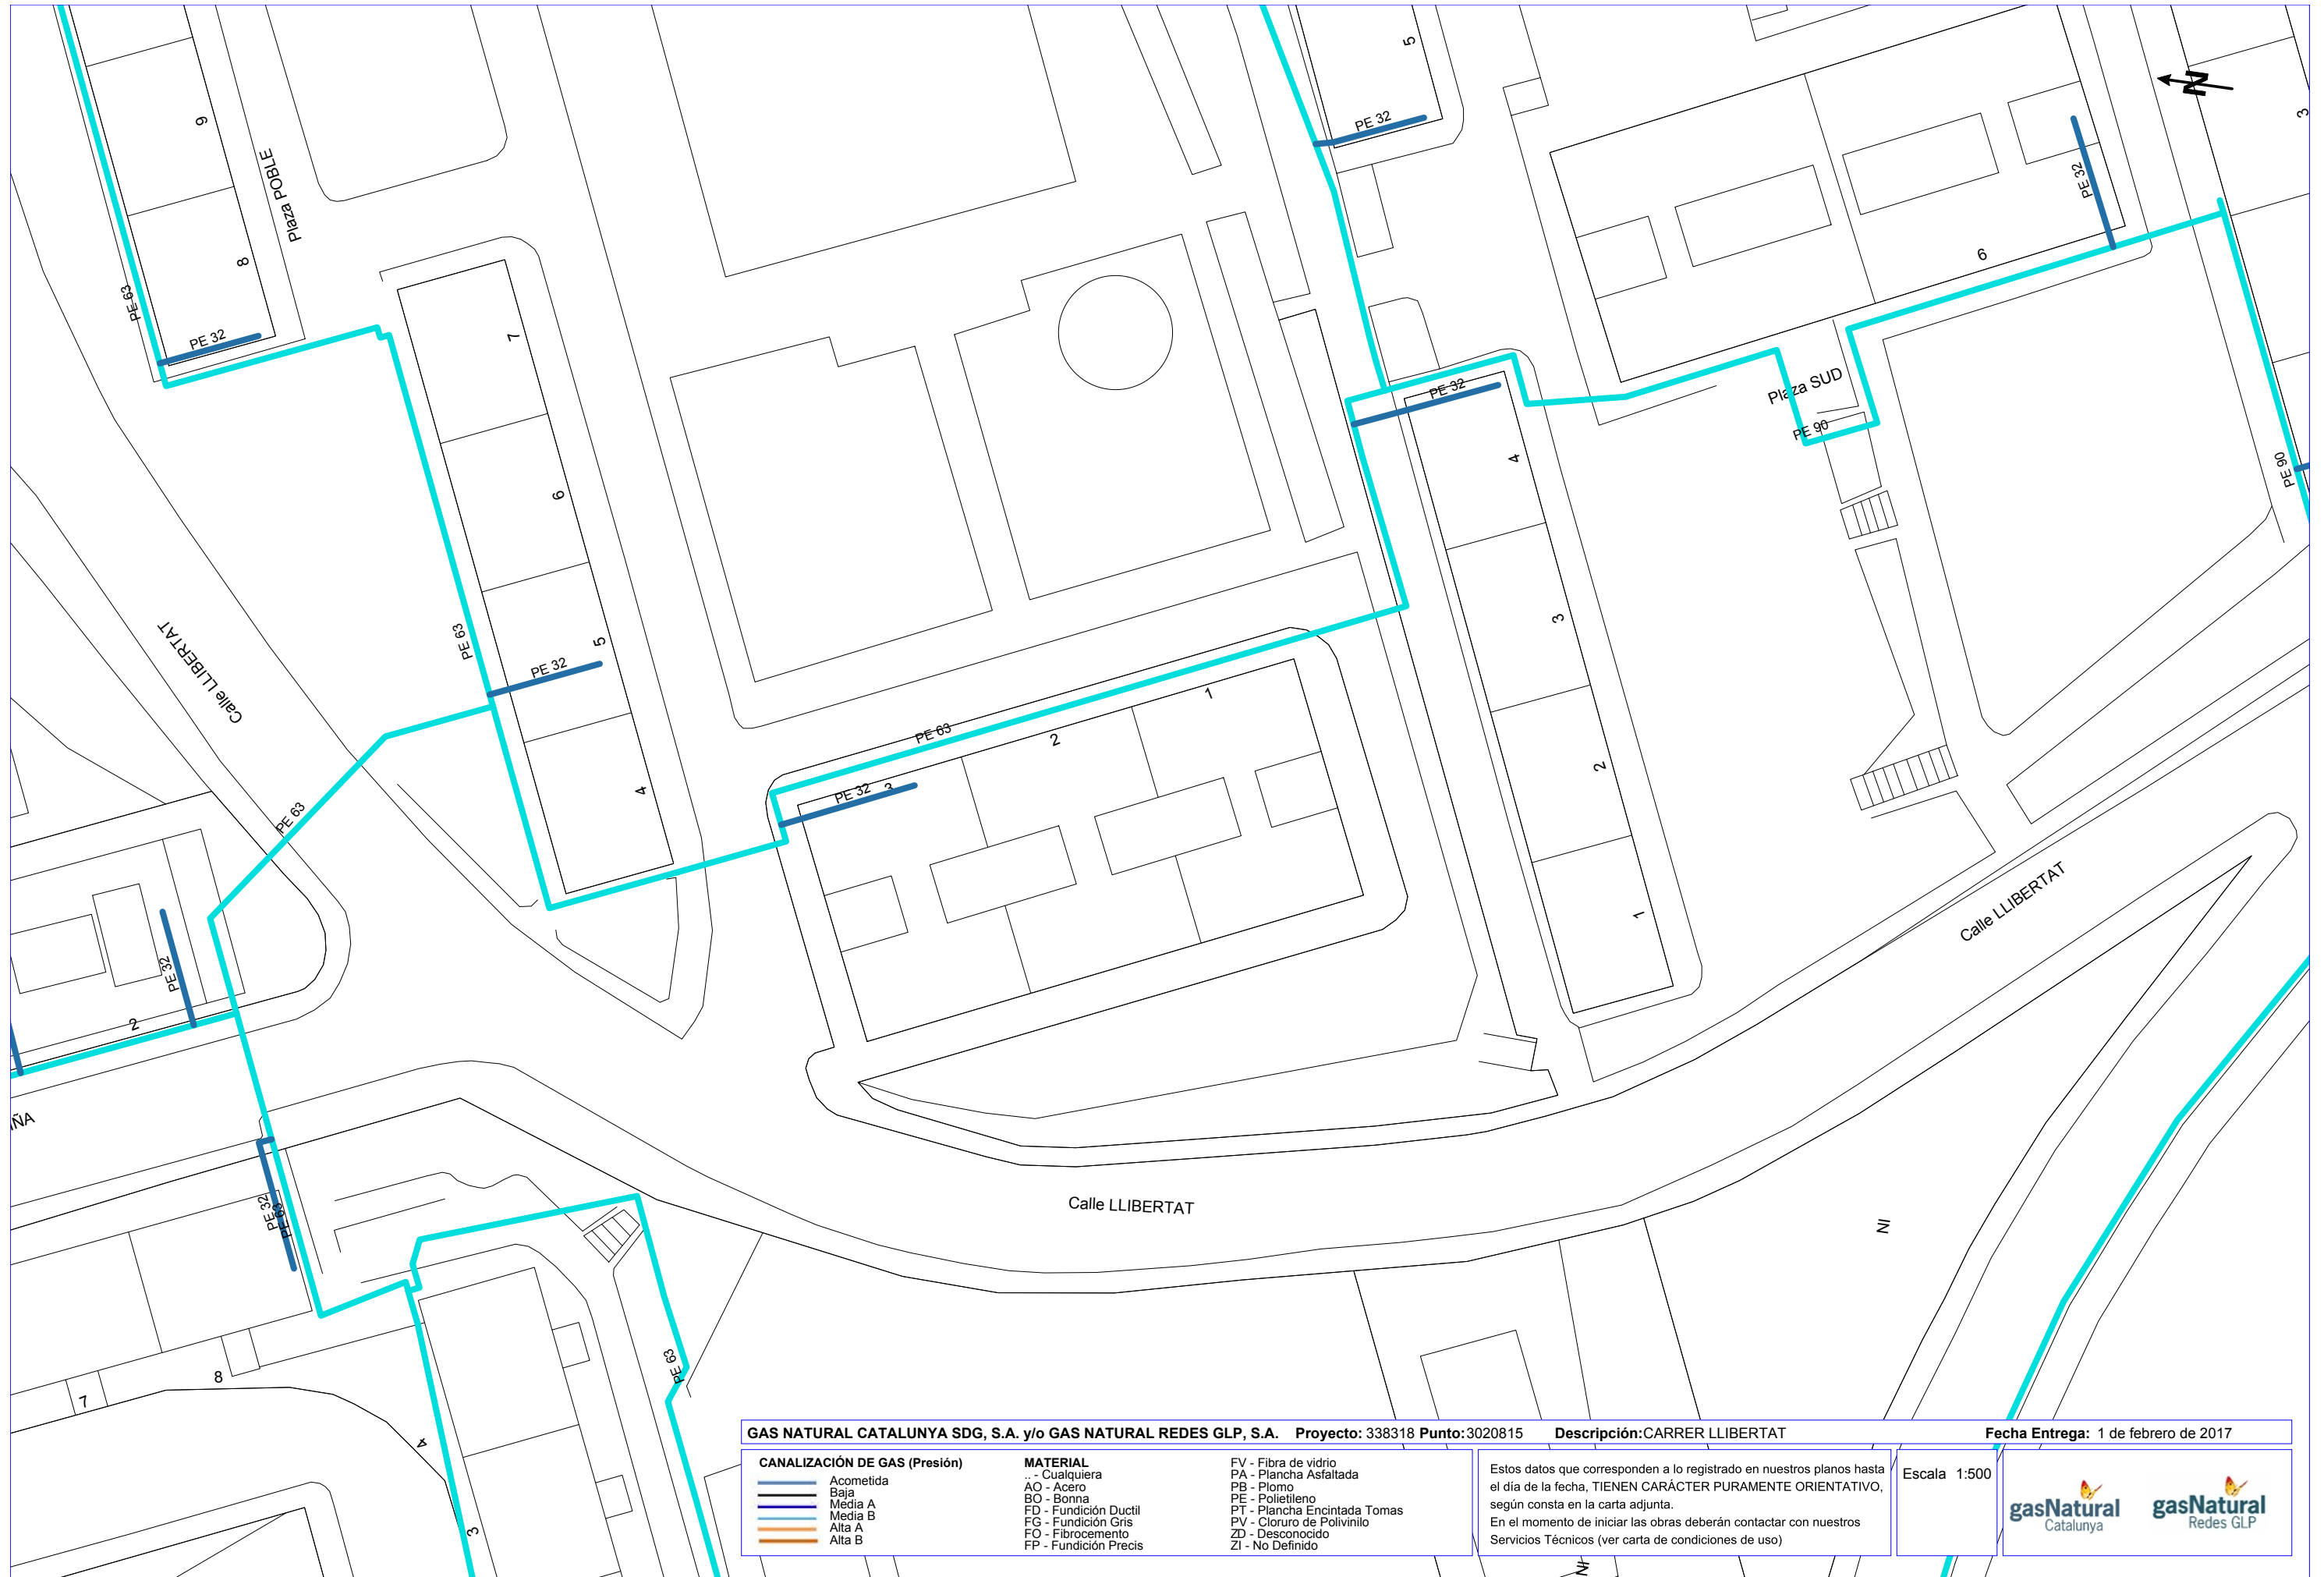 5
N
3
9
Plaza POBLE
8
PE 63
PE 32
PE 32
PE 32
6
7
PE 32
4
Plaza SUD
PE 90
PE 90
6
Calle LLIBERTAT
PE 63
PE 32
5
3
1
2
PE 63
PE 32
3
4
2
PE 63
1
Calle LLIBERTAT
PE 32
2
ÑA
Calle LLIBERTAT
NI
PE 32
PE 63
PE 63
8
7
4
3
NI
GAS NATURAL CATALUNYA SDG, S.A. y/o GAS NATURAL REDES GLP, S.A. Proyecto: 338318 Punto:3020815 Descripción:CARRER LLIBERTAT Fecha Entrega: 1 de febrero de 2017
CANALIZACIÓN DE GAS (Presión)
Acometida
Baja
Media A
Media B
Alta A
Alta B
MATERIAL
.. - Cualquiera
AO - Acero
BO - Bonna
FD - Fundición Ductil
FG - Fundición Gris
FO - Fibrocemento
FP - Fundición Precis
FV - Fibra de vidrio
PA - Plancha Asfaltada
PB - Plomo
PE - Polietileno
PT - Plancha Encintada Tomas
PV - Cloruro de Polivinilo
ZD - Desconocido
ZI - No Definido
Estos datos que corresponden a lo registrado en nuestros planos hasta
el día de la fecha, TIENEN CARÁCTER PURAMENTE ORIENTATIVO,
según consta en la carta adjunta.
En el momento de iniciar las obras deberán contactar con nuestros
Servicios Técnicos (ver carta de condiciones de uso)
Escala 1:500
gasNatural
Catalunya
gasNatural
Redes GLP